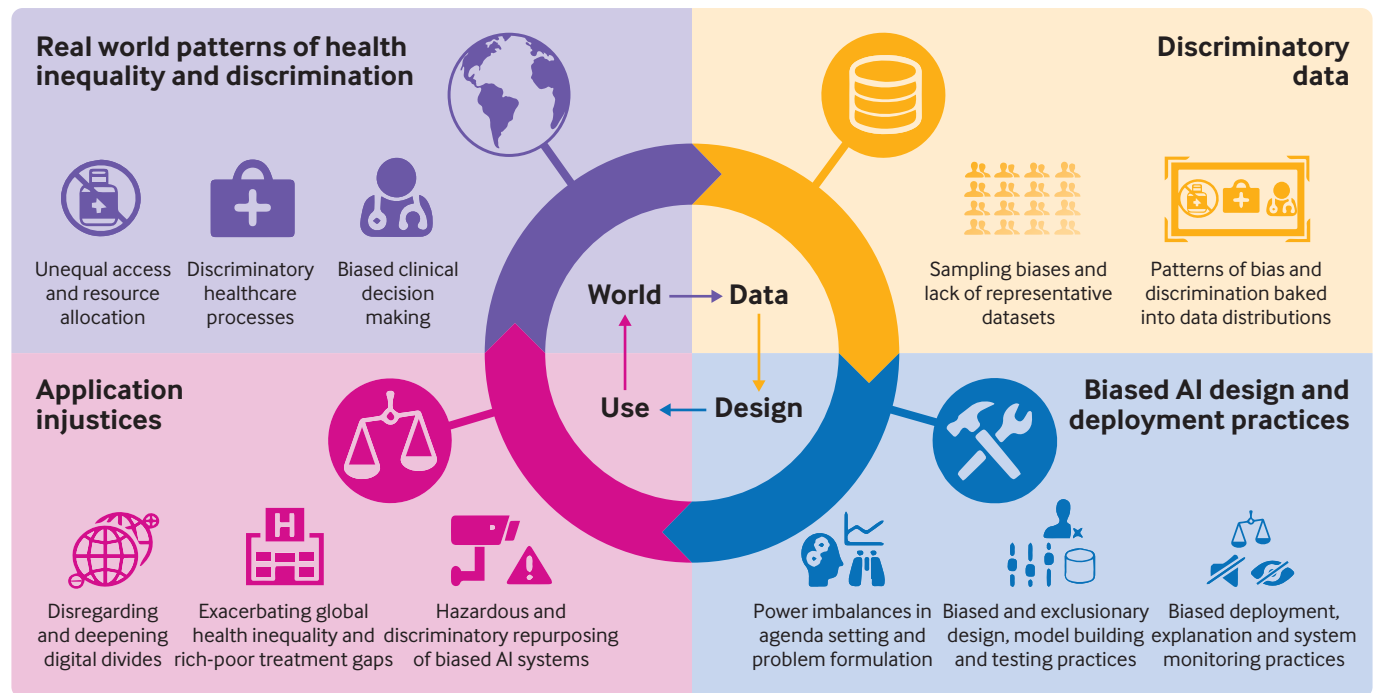 Real world patterns of health
inequality and discrimination
Unequal access
and resource
allocation
Discriminatory
healthcare
processes
Biased clinical
decision
making
Discriminatory
data
Sampling biases and
lack of representative
datasets
Patterns of bias and
discrimination baked
into data distributions
World
Data
Use
Design
Application
injustices
H
Disregarding
and deepening
digital divides
Exacerbating global
health inequality and
rich-poor treatment gaps
Hazardous and
discriminatory repurposing
of biased AI systems
Biased AI design and
deployment practices
Power imbalances in
agenda setting and
problem formulation
Biased and exclusionary
design, model building
and testing practices
Biased deployment,
explanation and system
monitoring practices